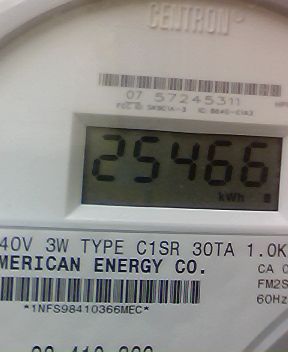 CENTRON®
07 57245311
25466
kWh
40V 3W TYPE C1SR 30TA 1.0K
MERICAN ENERGY CO.
CA 0
FM2S
60Hz
*1NFS98410366MEC*